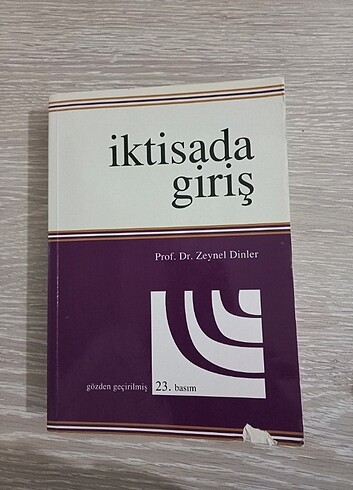 iktisada
giriş
Prof. Dr. Zeynel Dinler
gözden geçirilmiş 23. basım